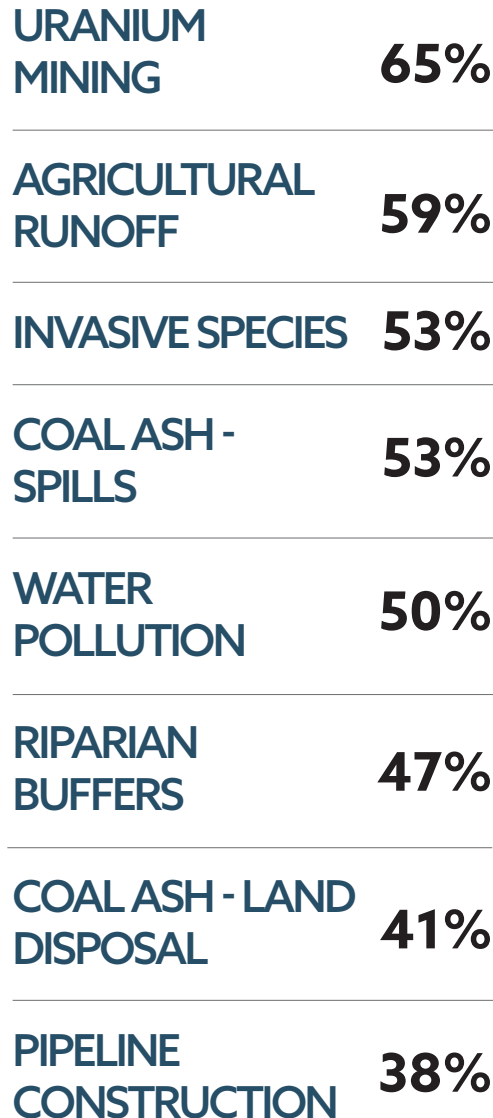 URANIUM
MINING 65%
AGRICULTURAL
RUNOFF 59%
INVASIVE SPECIES 53%
COAL ASH -
SPILLS 53%
WATER
POLLUTION 50%
RIPARIAN
BUFFERS 47%
COAL ASH - LAND
DISPOSAL 41%
PIPELINE
CONSTRUCTION 38%